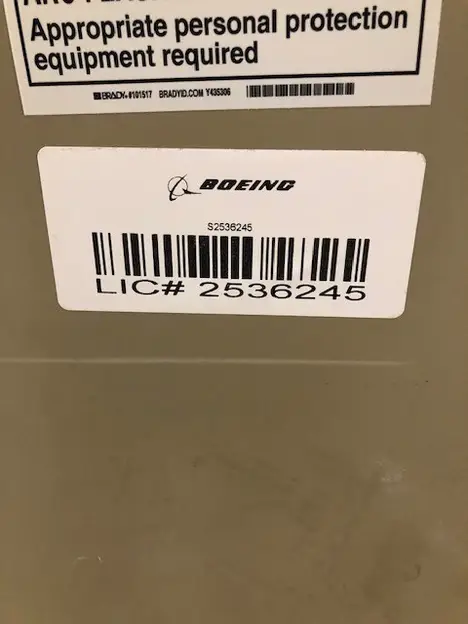 Appropriate personal protection
equipment required
BRADY. #101517 BRADYID.COM Y435306
BOEING
S2536245
LIC# 2536245